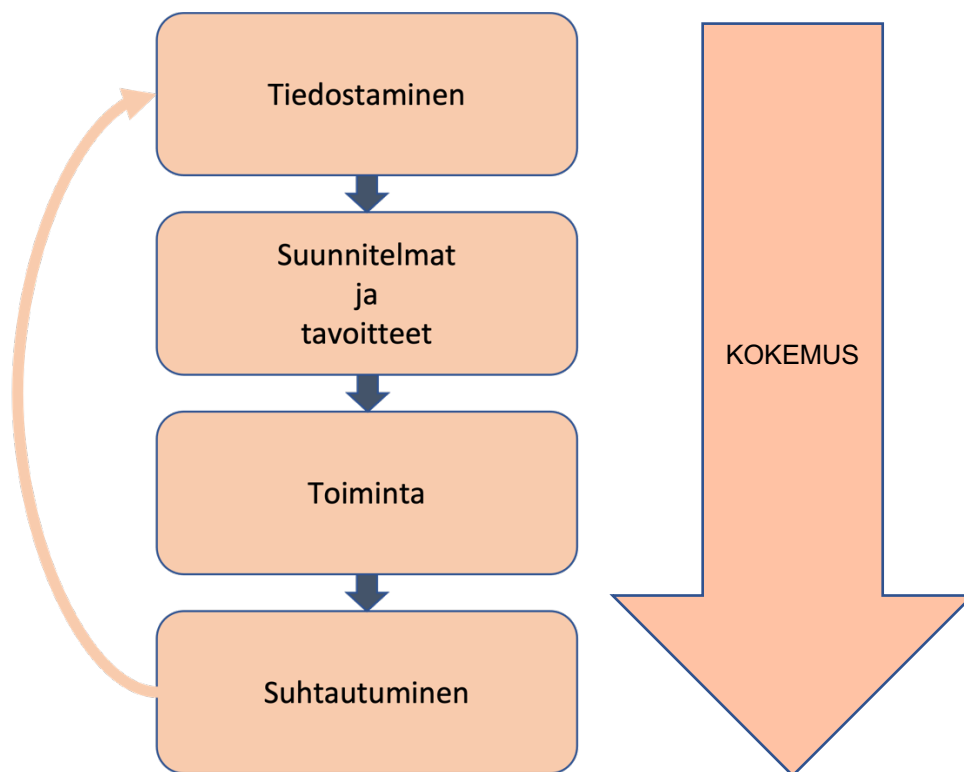 Tiedostaminen
Suunnitelmat
ja
tavoitteet
Toiminta
Suhtautuminen
KOKEMUS